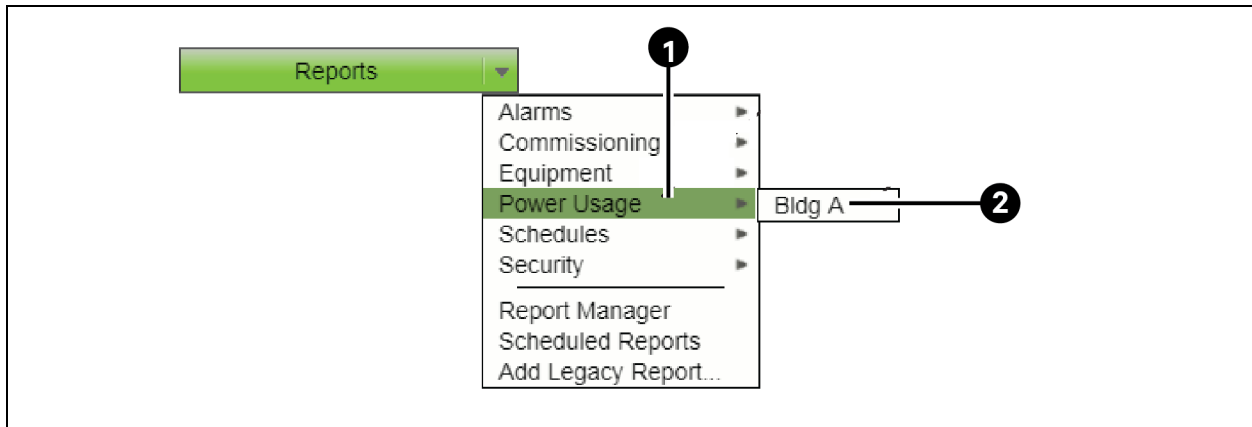 1
Reports
Alarms
Commissioning
Equipment
Power Usage
Bldg A
2
Schedules
Security
Report Manager
Scheduled Reports
Add Legacy Report...